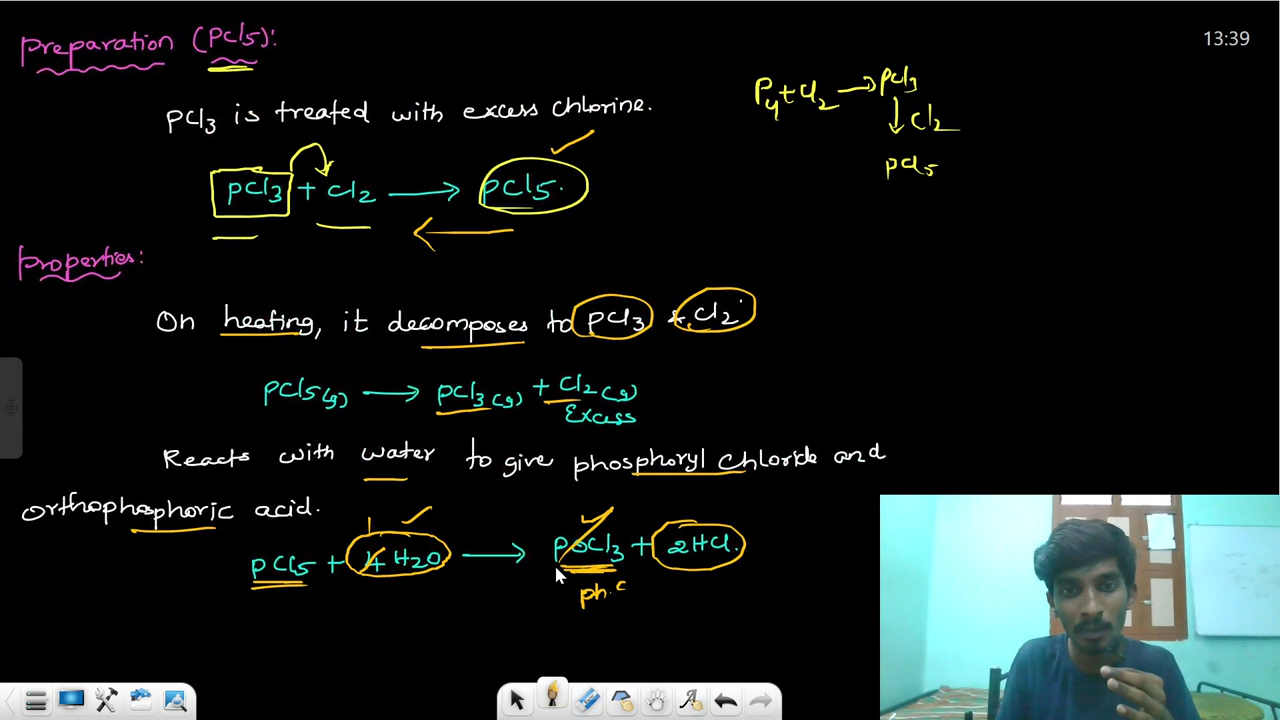 Preparation (PCl5):
13:39
P4 + Cl2 → PCl3
↓ Cl2
PCl5
PCl3 is treated with excess chlorine.
PCl3 + Cl2 → PCl5.
Properties:
On heating, it decomposes to PCl3 & Cl2.
PCl5(g) → PCl3(g) + Cl2(g)
Excess
Reacts with water to give phosphoryl chloride and
orthophosphoric acid.
1
PCl5 + 4H2O → POCl3 + 2HCl.
ph.c